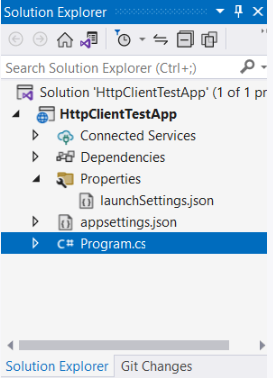 Solution Explorer
Search Solution Explorer (Ctrl+;)
Solution 'HttpClientTestApp' (1 of 1 pr
HttpClientTestApp
Connected Services
Dependencies
Properties
launchSettings.json
appsettings.json
C# Program.cs
Solution Explorer Git Changes